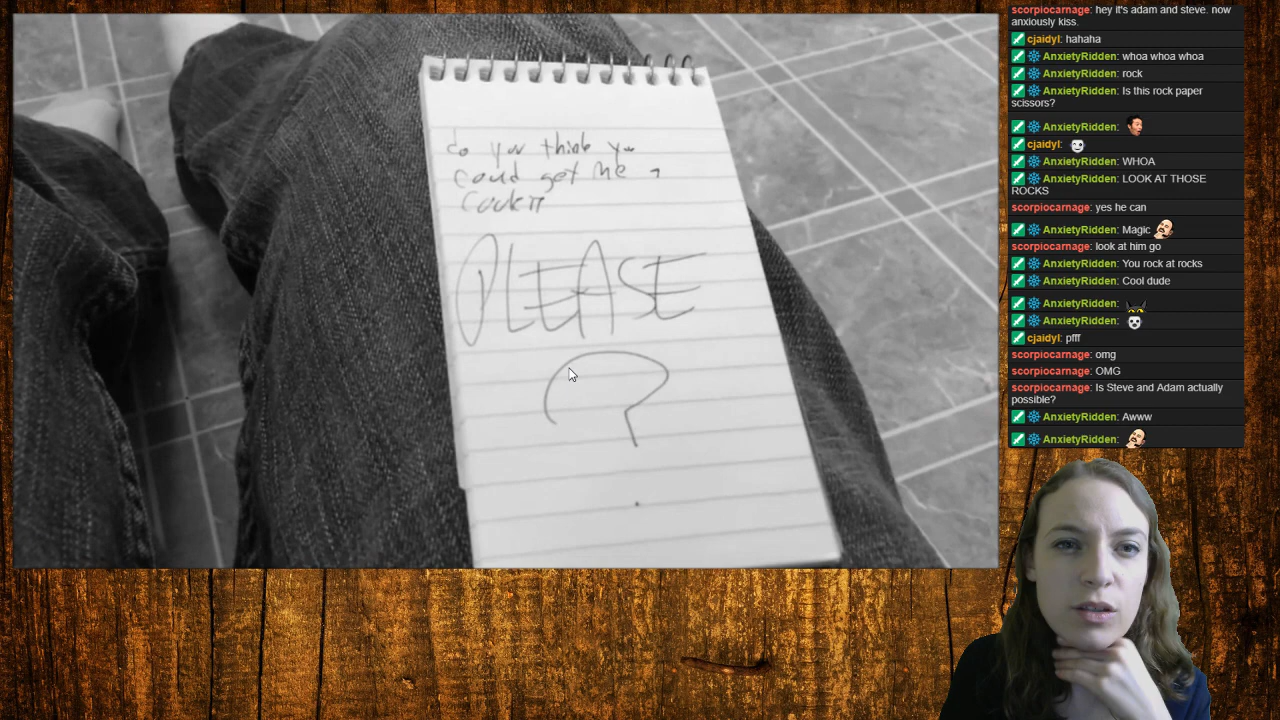 do you think you
could get me a
Cookie
PLEASE
?
scorpiocarnage: hey it's adam and steve. now
anxiously kiss.
cjaidyl: hahaha
AnxietyRidden: whoa whoa whoa
AnxietyRidden: rock
AnxietyRidden: Is this rock paper
scissors?
AnxietyRidden:
cjaidyl:
AnxietyRidden: WHOA
AnxietyRidden: LOOK AT THOSE
ROCKS
scorpiocarnage: yes he can
AnxietyRidden: Magic
scorpiocarnage: look at him go
AnxietyRidden: You rock at rocks
AnxietyRidden: Cool dude
AnxietyRidden:
AnxietyRidden:
cjaidyl: pfff
scorpiocarnage: omg
scorpiocarnage: OMG
scorpiocarnage: Is Steve and Adam actually
possible?
AnxietyRidden: Awww
AnxietyRidden: